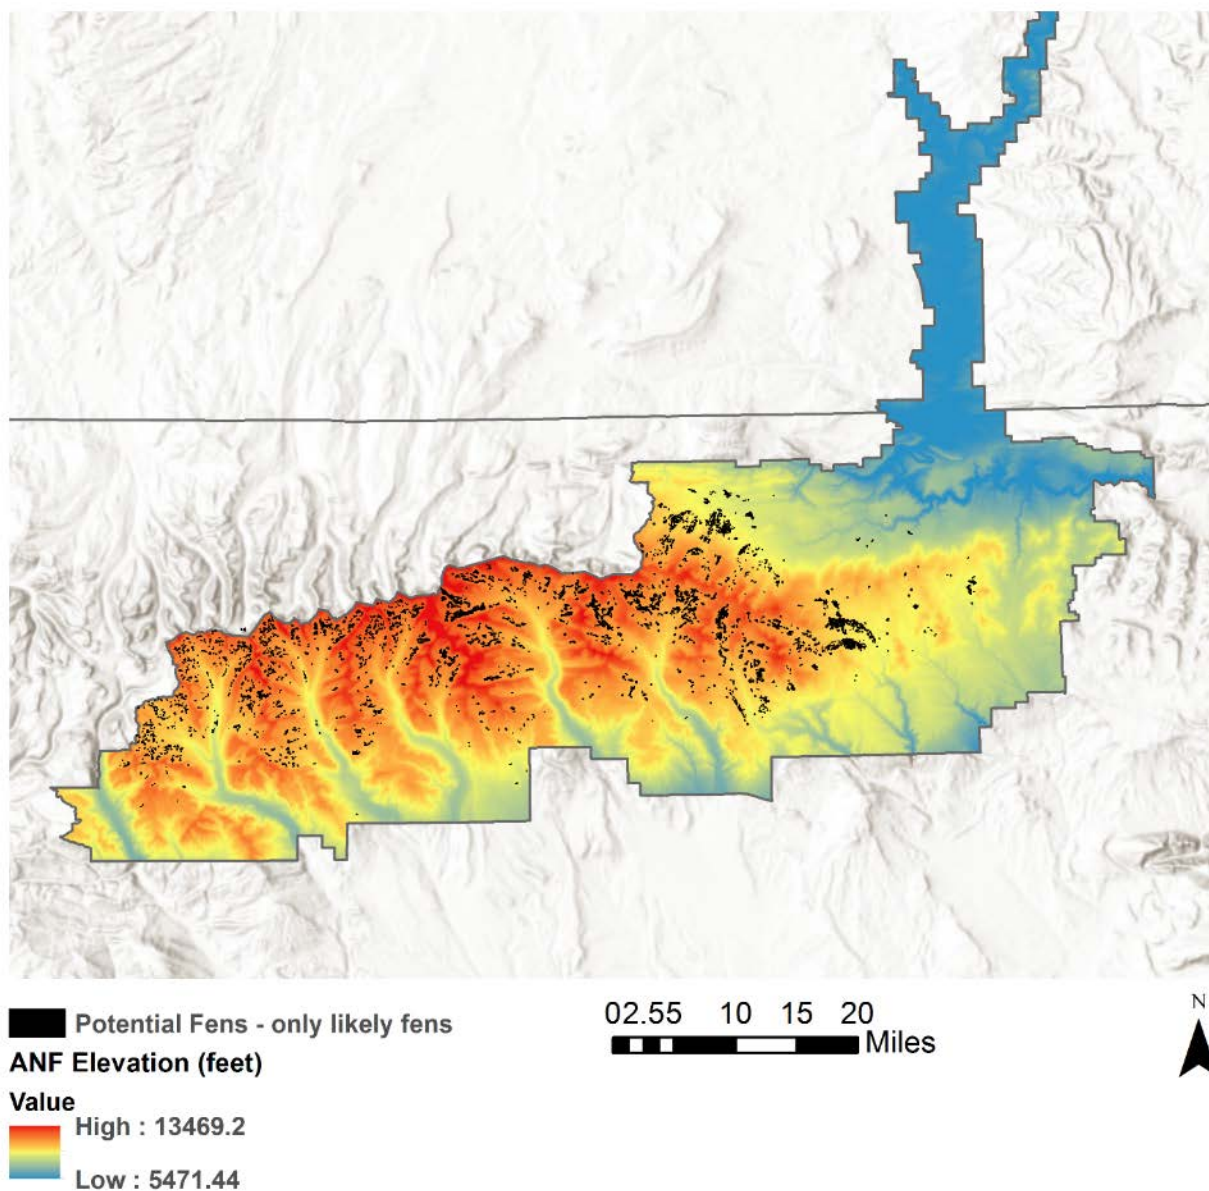 Potential Fens - only likely fens
ANF Elevation (feet)
Value
High : 13469.2
Low : 5471.44
02.55 10 15 20
Miles
N